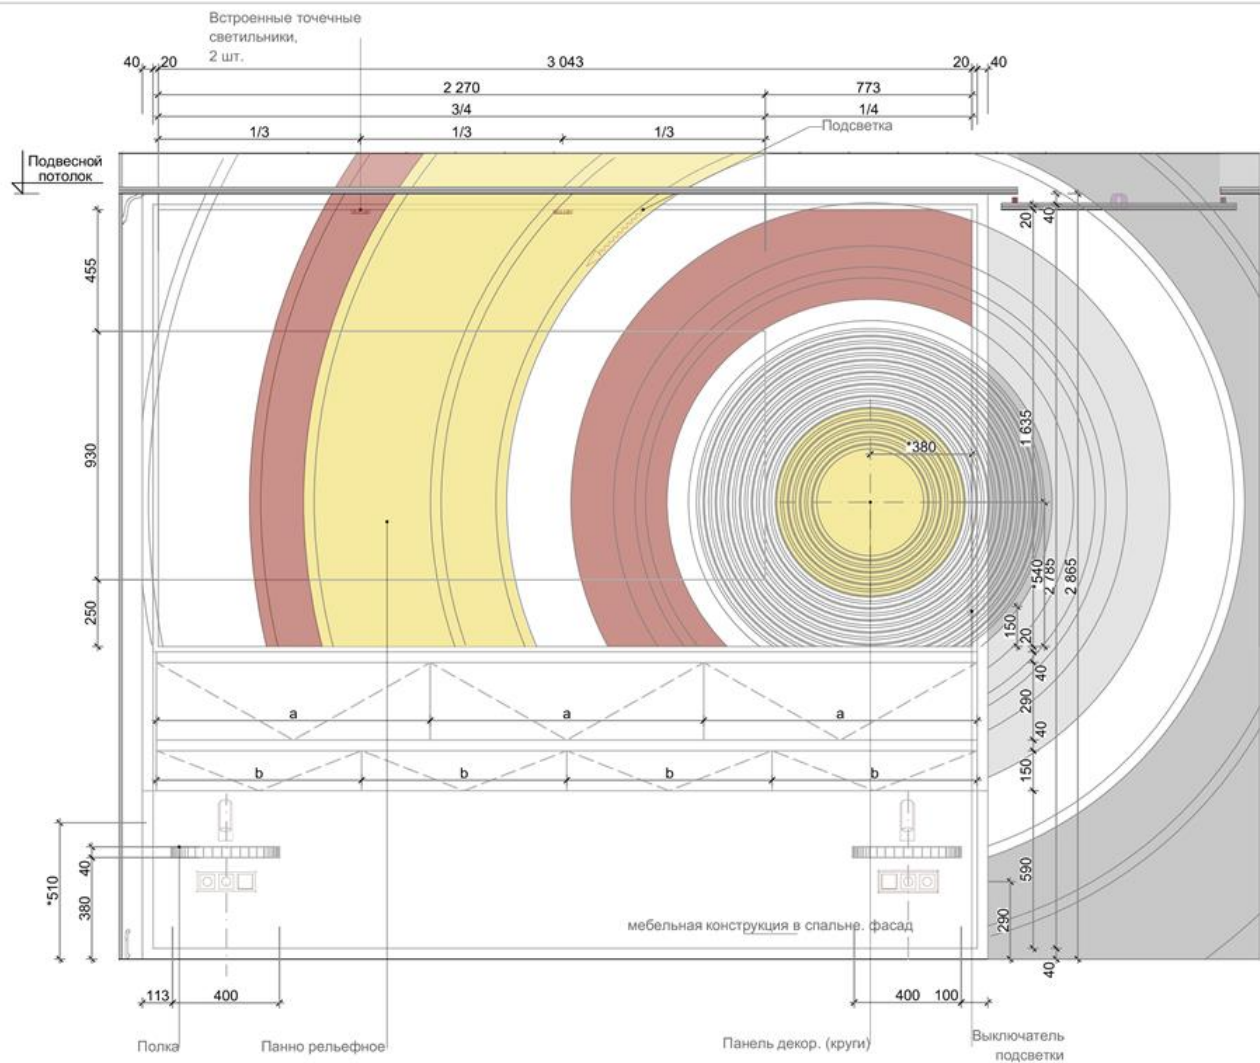 Встроенные точечные
светильники,
2 шт.
40 20 3 043 20 40
2 270 773
3/4 1/4
1/3 1/3 1/3
Подсветка
Подвесной
потолок
20
40
455
1 635
*380
930
*540
2 785
2 865
250
150
20
40
a a a
290
40
b b b b
150
40
*510
380
590
290
мебельная конструкция в спальне. фасад
40
113 400 400 100
Полка
Панно рельефное
Панель декор. (круги)
Выключатель
подсветки